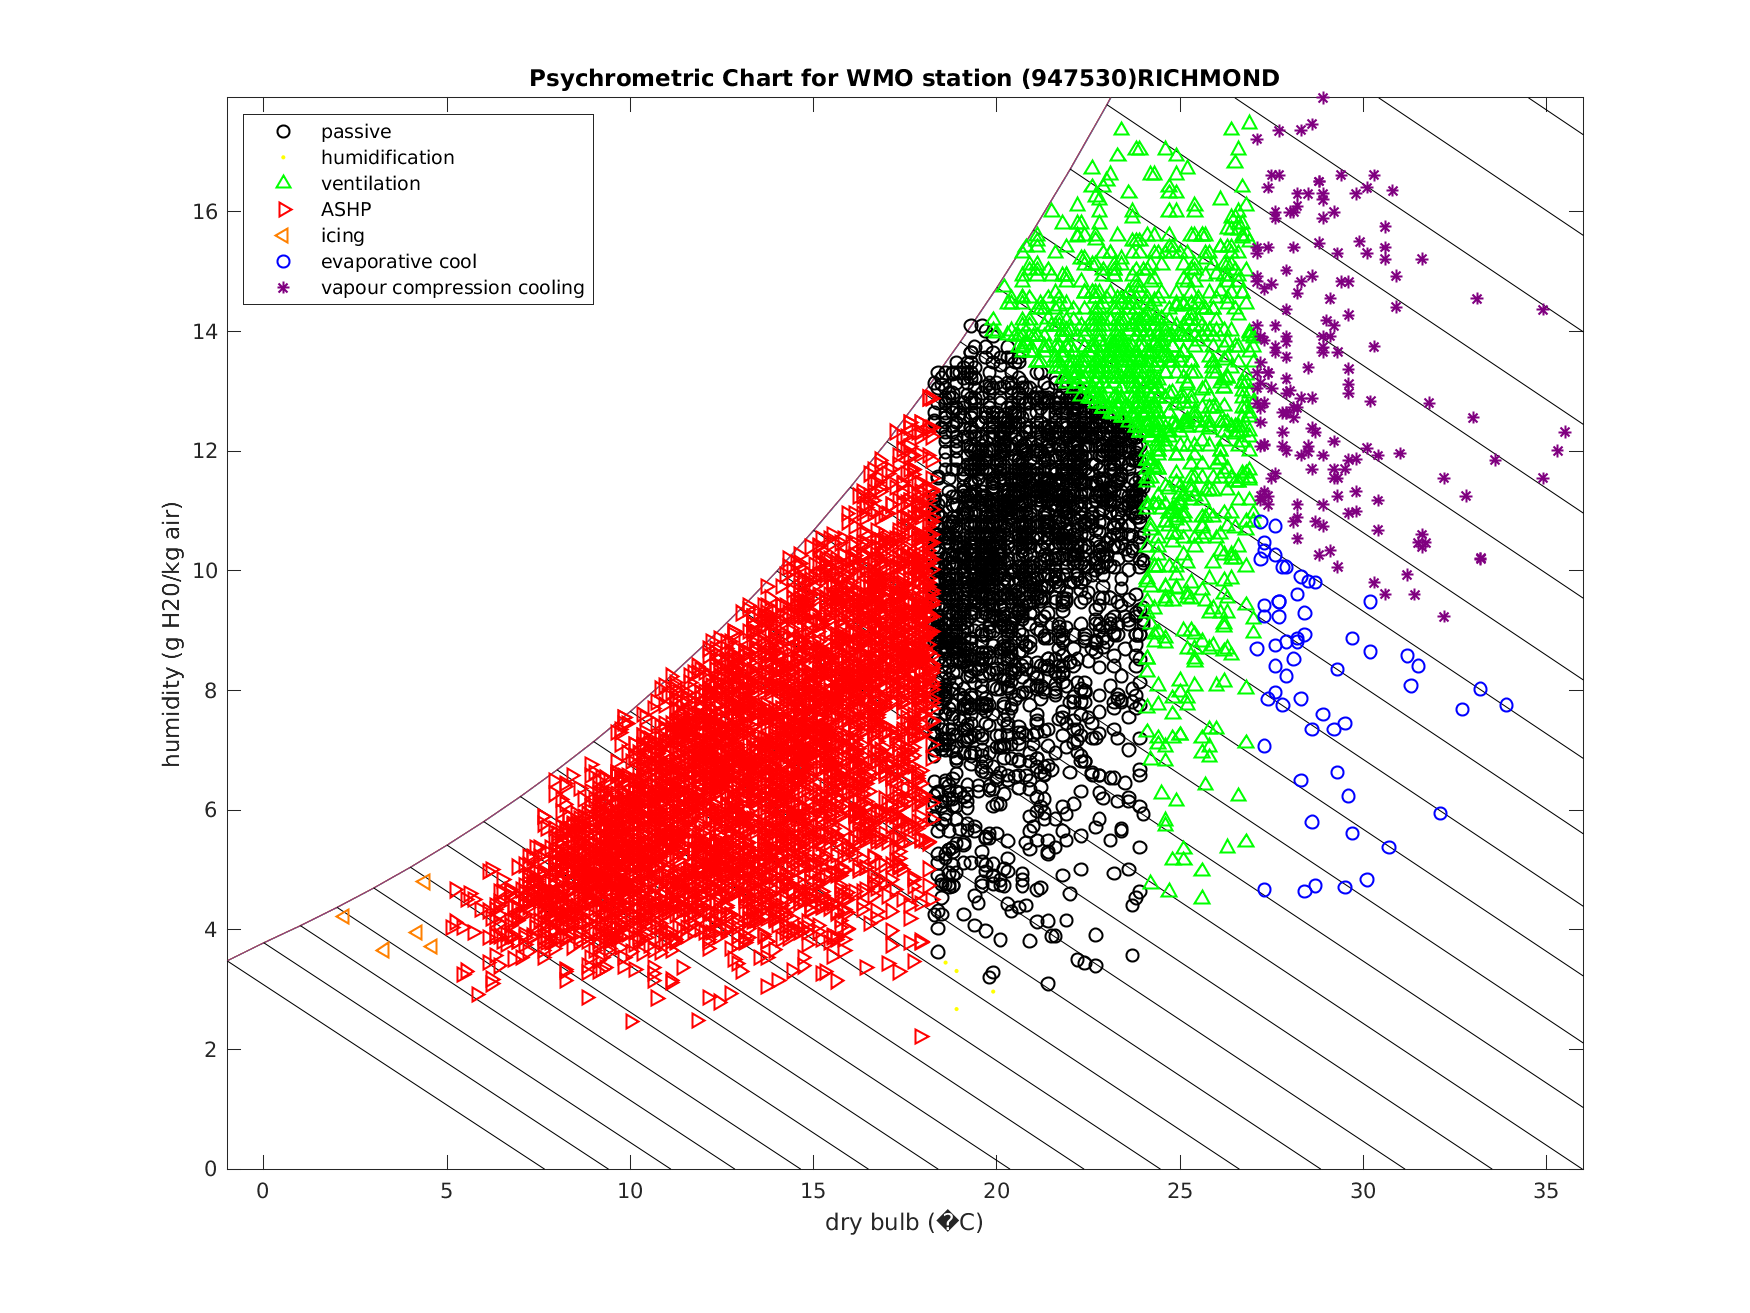 Psychrometric Chart for WMO station (947530)RICHMOND
passive
humidification
ventilation
ASHP
icing
evaporative cool
vapour compression cooling
humidity (g H20/kg air)
16
14
12
10
8
6
4
2
0
0 5 10 15 20 25 30 35
dry bulb (�C)